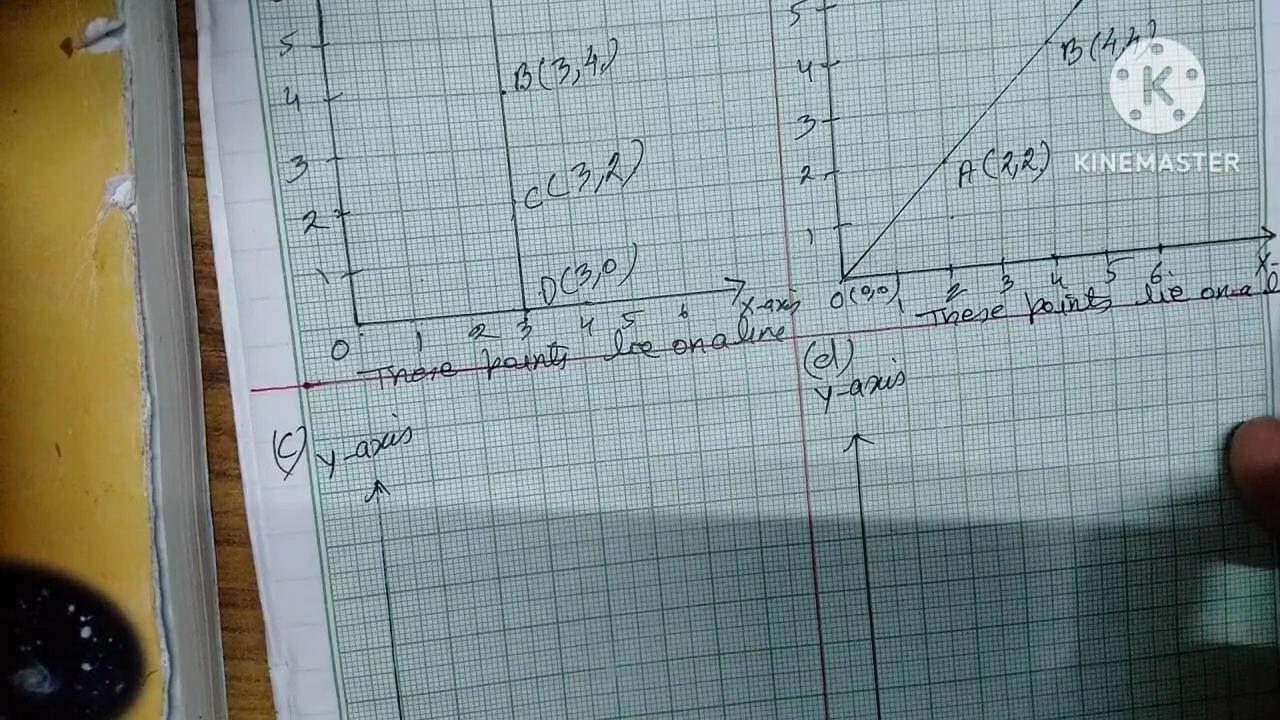 5
4
3
2
1
B(3,4)
C(3,2)
D(3,0)
0 1 2 3 4 5 6
X-axis
These points lie on a line
5
4
3
2
1
B(4,4)
A(2,2)
O(0,0) 1 2 3 4 5 6
X-
These points lie on a l
K
KINEMASTER
(c) Y-axis
(d)
Y-axis